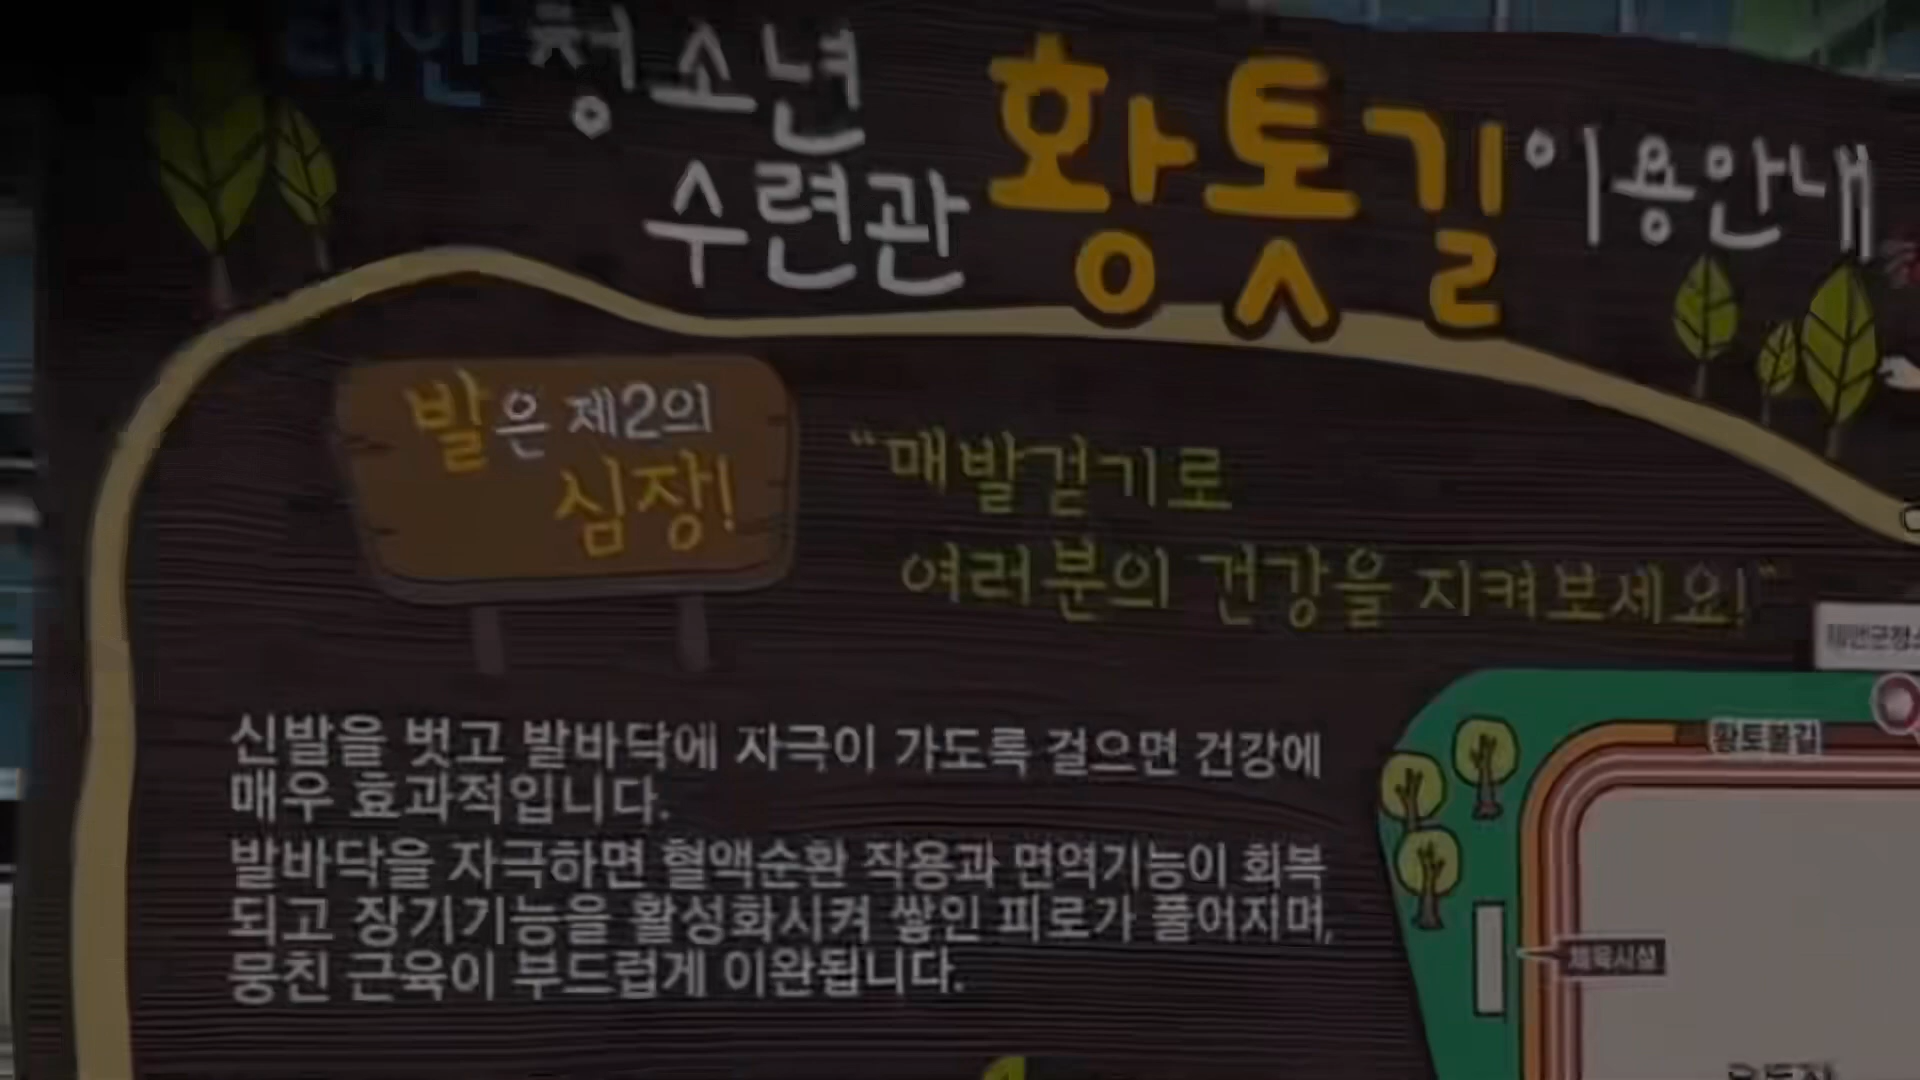 태안 청소년
수련관 황톳길 이용안내
발은 제2의
심장!
"매발걷기로
여러분의 건강을 지켜보세요!"
신발을 벗고 발바닥에 자극이 가도록 걸으면 건강에
매우 효과적입니다.
발바닥을 자극하면 혈액순환 작용과 면역기능이 회복
되고 장기기능을 활성화시켜 쌓인 피로가 풀어지며,
뭉친 근육이 부드럽게 이완됩니다.
황토볼길
체육시설